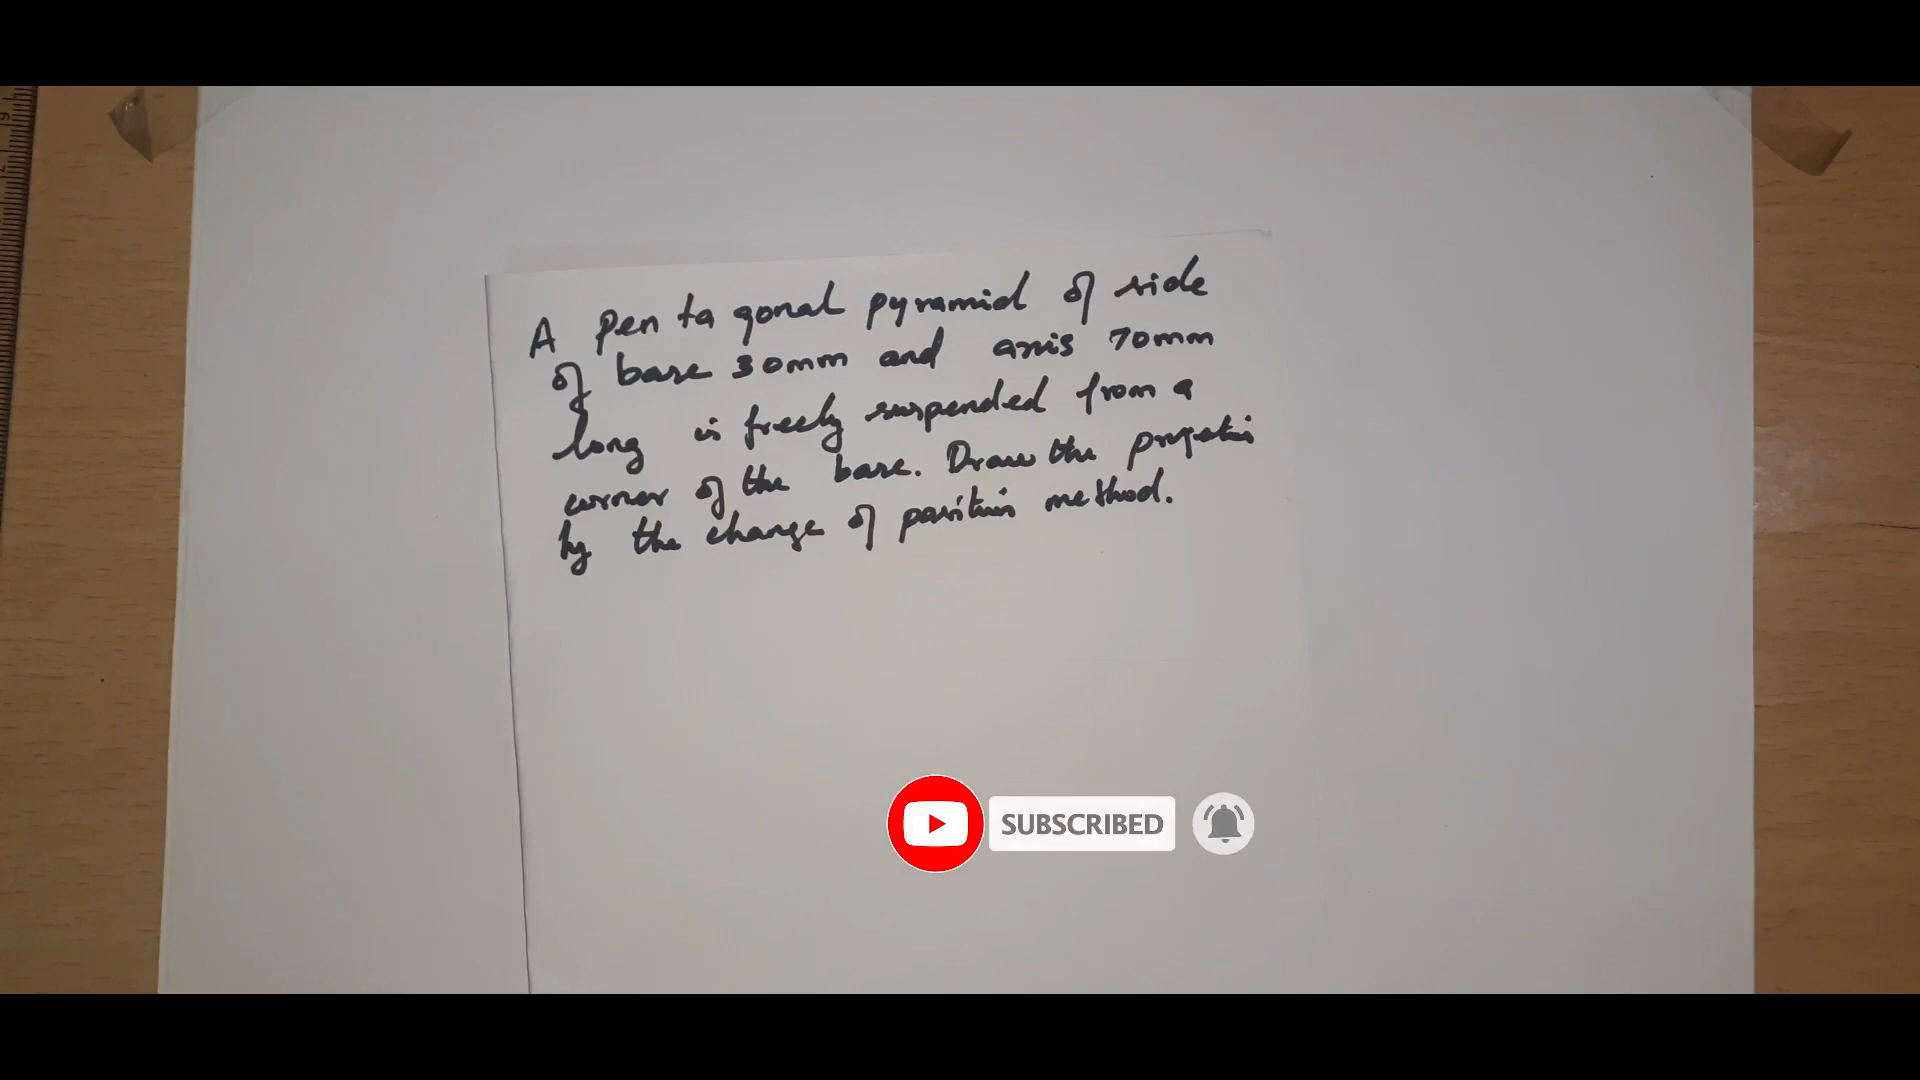 A pentagonal pyramid of side
of base 30mm and axis 70mm
long is freely suspended from a
corner of the base. Draw the projection
by the change of position method.
SUBSCRIBED